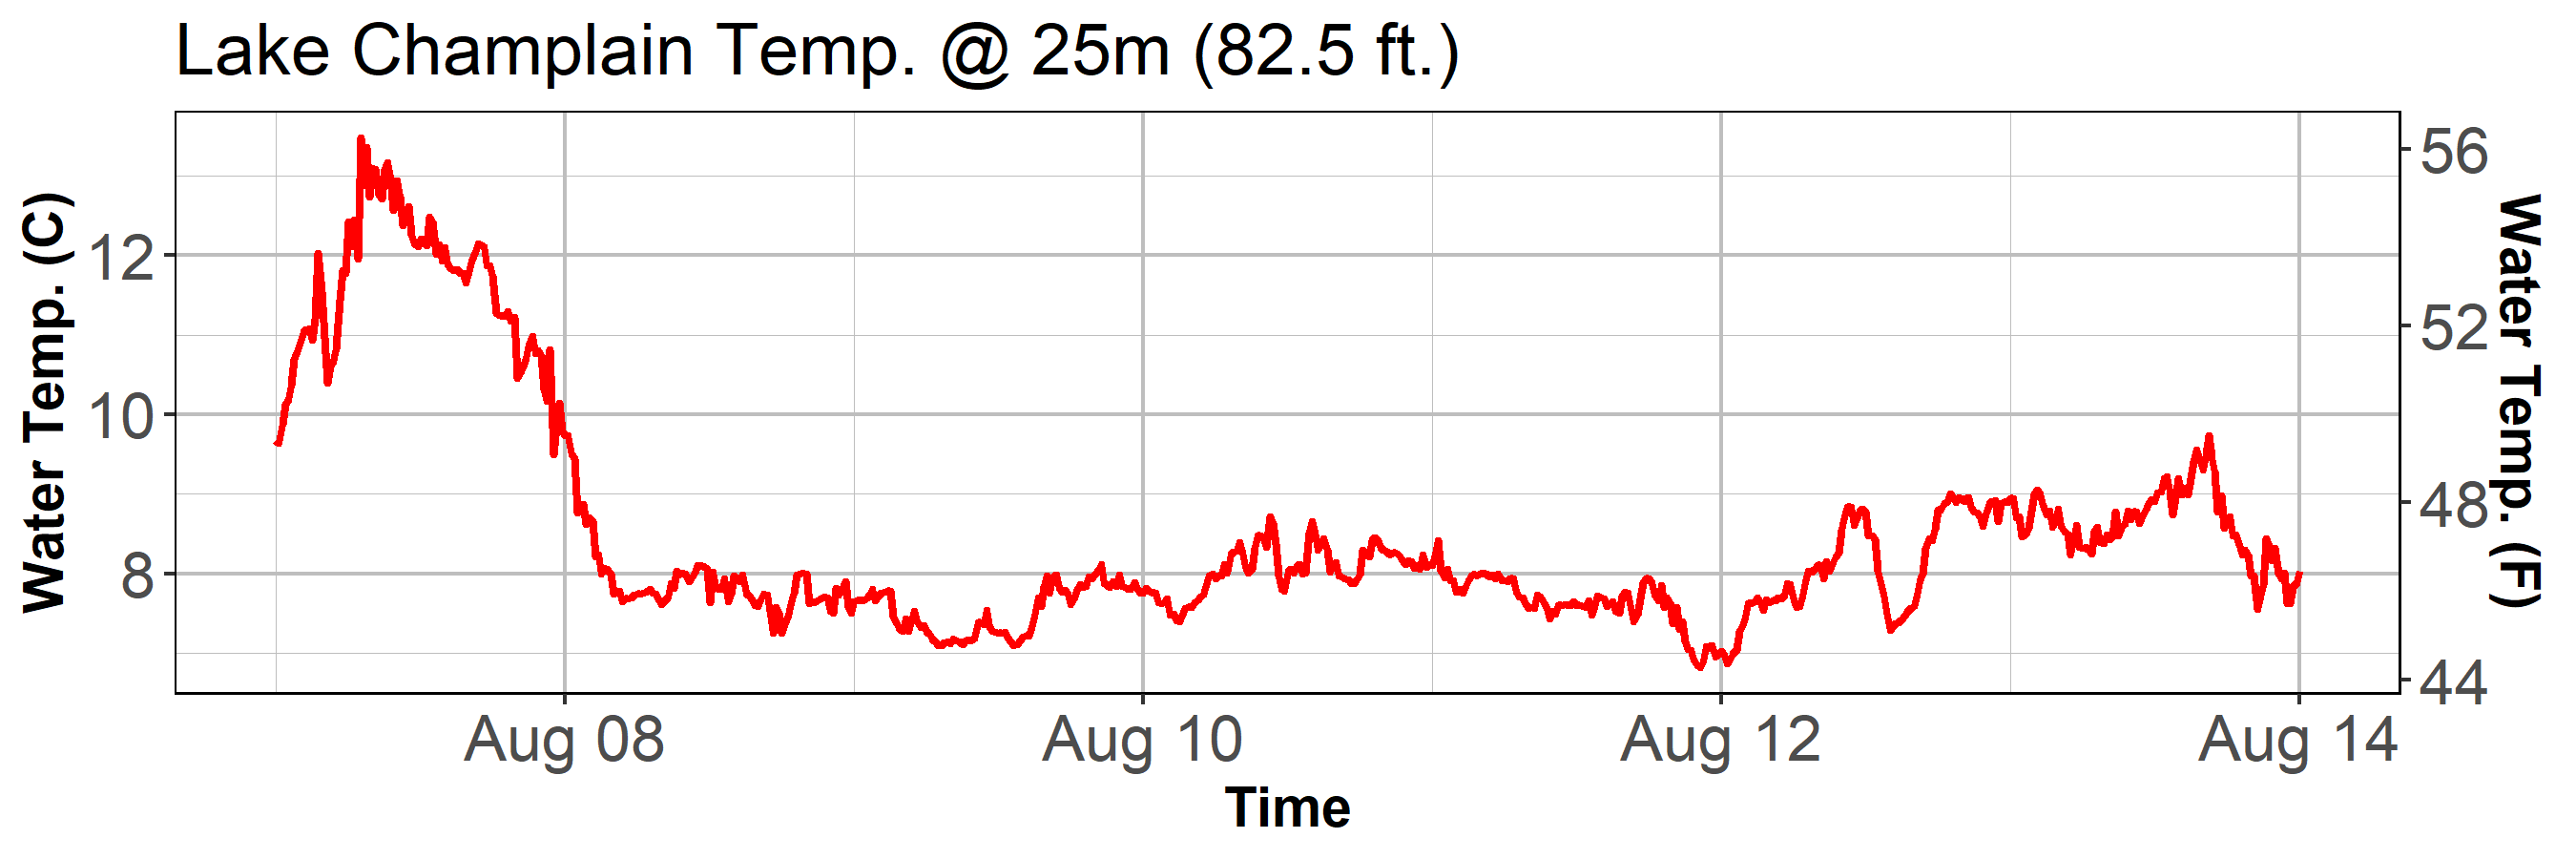 Lake Champlain Temp. @ 25m (82.5 ft.)
Water Temp. (C)
12
10
8
56
52
48
44
Water Temp. (F)
Aug 08 Aug 10 Aug 12 Aug 14
Time